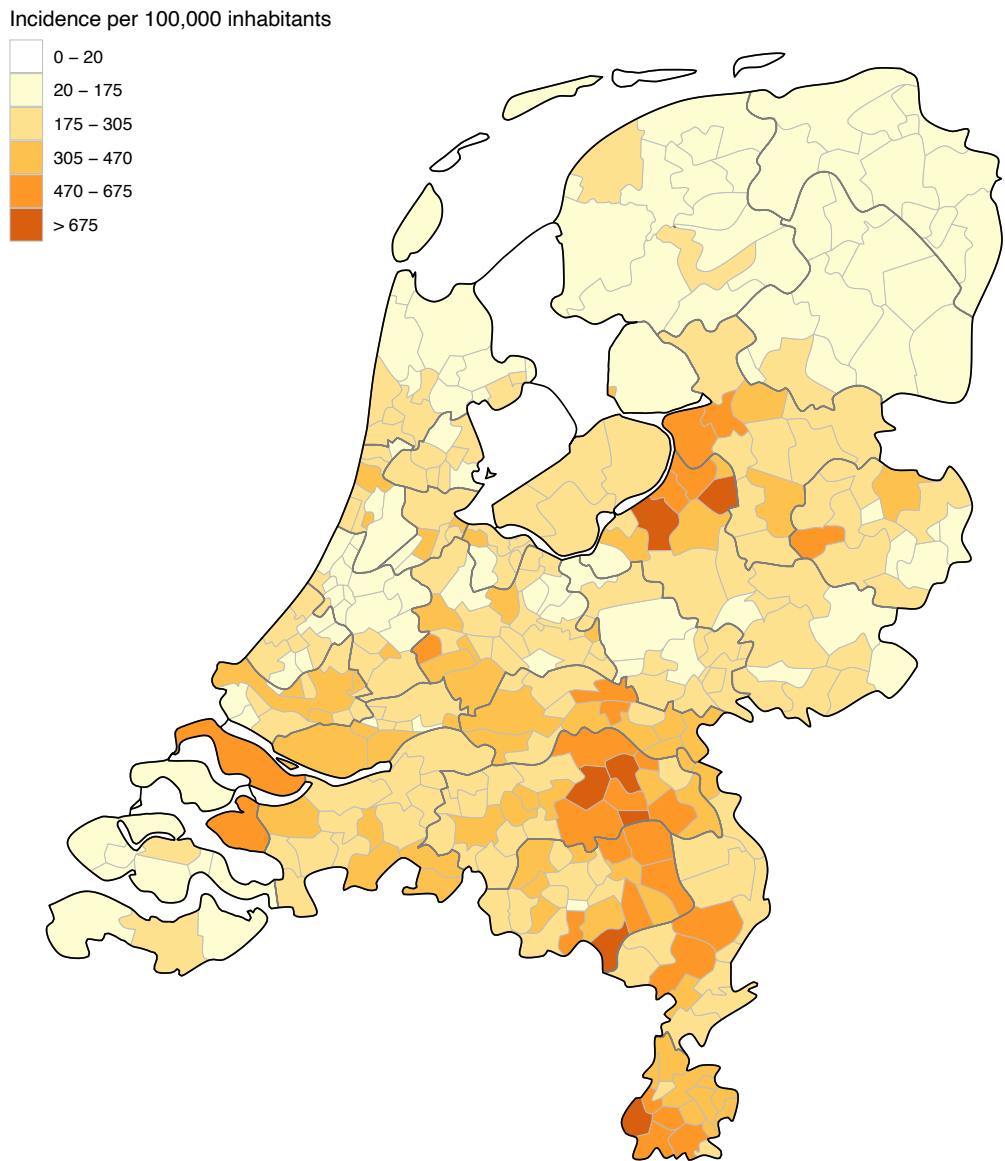 Incidence per 100,000 inhabitants
0 – 20
20 – 175
175 – 305
305 – 470
470 – 675
> 675